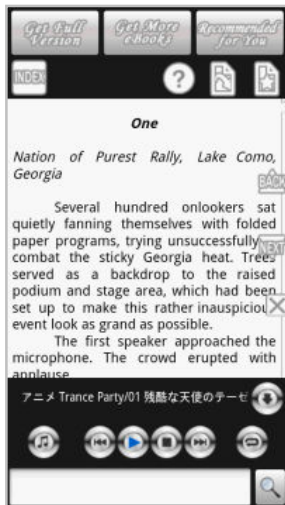 Get Full Version
Get More eBooks
Recommended for You
INDEX
?
One
Nation of Purest Rally, Lake Como,
Georgia
BACK
Several hundred onlookers sat
quietly fanning themselves with folded
paper programs, trying unsuccessfully
NEXT
combat the sticky Georgia heat. Trees
served as a backdrop to the raised
podium and stage area, which had been
set up to make this rather inauspiciou
event look as grand as possible.
The first speaker approached the
microphone. The crowd erupted with
applause
アニメ Trance Party/01 残酷な天使のテーゼ